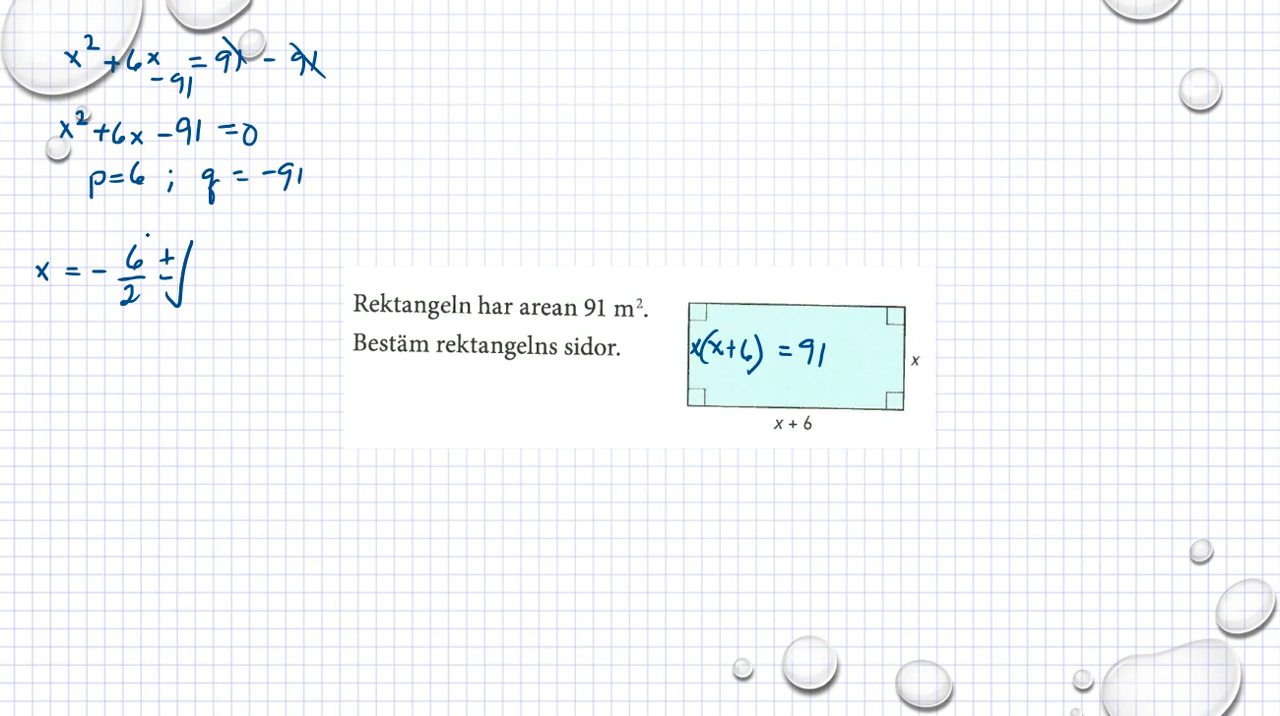 x² + 6x - 91 = 91 - 91
x² + 6x - 91 = 0
p = 6 ; q = -91
x = - 6/2 ± √
Rektangeln har arean 91 m².
Bestäm rektangelns sidor.
x(x+6) = 91
x
x + 6